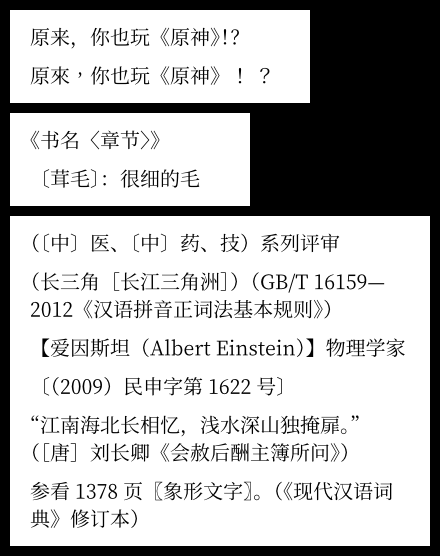 原来，你也玩《原神》！？
原來，你也玩《原神》！？
《书名〈章节〉》
〔茸毛〕：很细的毛
（〔中〕医、〔中〕药、技）系列评审
（长三角［长江三角洲］）（GB/T 16159—
2012《汉语拼音正词法基本规则》）
【爱因斯坦（Albert Einstein）】物理学家
〔（2009）民申字第 1622 号〕
“江南海北长相忆，浅水深山独掩扉。”
（［唐］刘长卿《会赦后酬主簿所问》）
参看 1378 页〖象形文字〗。（《现代汉语词
典》修订本）